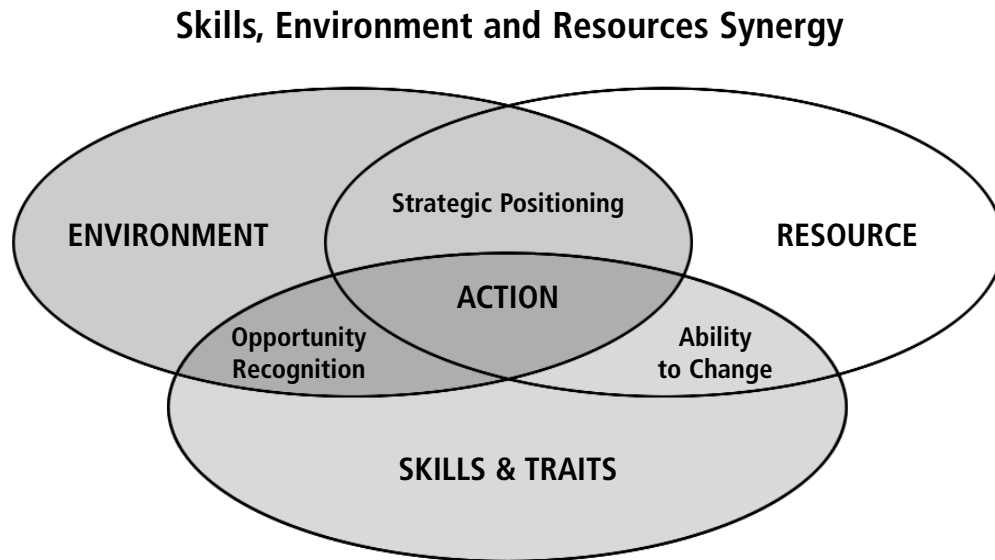 Skills, Environment and Resources Synergy
Strategic Positioning
ENVIRONMENT
RESOURCE
ACTION
Opportunity
Recognition
Ability
to Change
SKILLS & TRAITS